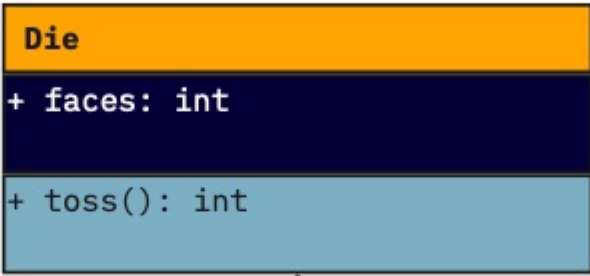 Die
+ faces: int
+ toss(): int